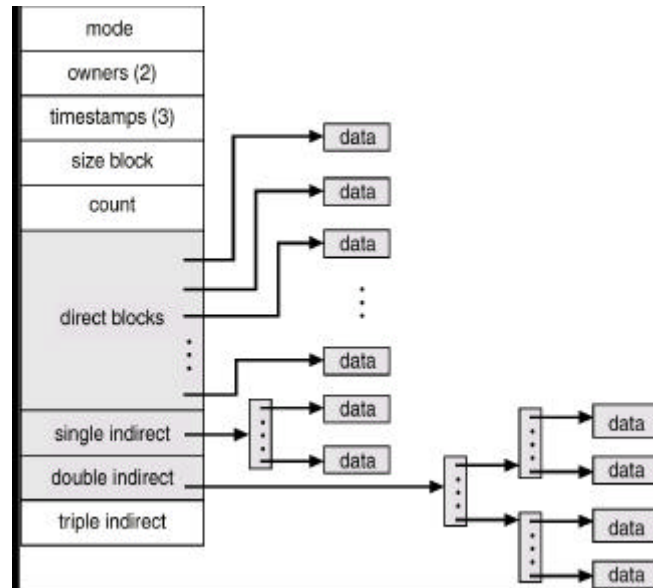 mode
owners (2)
timestamps (3)
size block
count
direct blocks
single indirect
double indirect
triple indirect
data
data
data
data
data
data
data
data
data
data